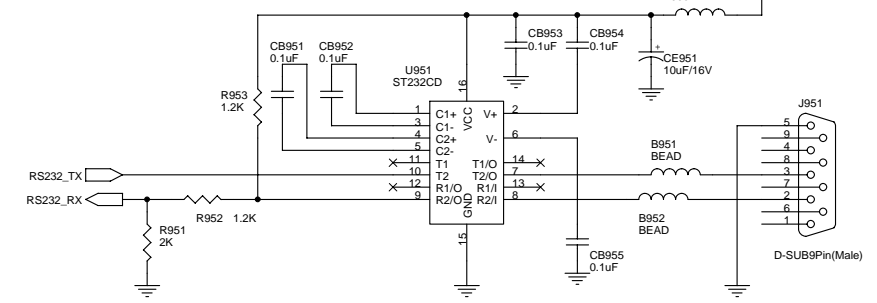 CB951
0.1uF
CB952
0.1uF
CB953
0.1uF
CB954
0.1uF
+
CE951
10uF/16V
U951
ST232CD
R953
1.2K
16
VCC
1 C1+
3 C1-
4 C2+
5 C2-
11 T1
10 T2
12 R1/O
9 R2/O
V+ 2
V- 6
T1/O 14
T2/O 7
R1/I 13
R2/I 8
GND
15
RS232_TX
RS232_RX
R951
2K
R952 1.2K
B951
BEAD
B952
BEAD
CB955
0.1uF
J951
5
9
4
8
3
7
2
6
1
D-SUB9Pin(Male)